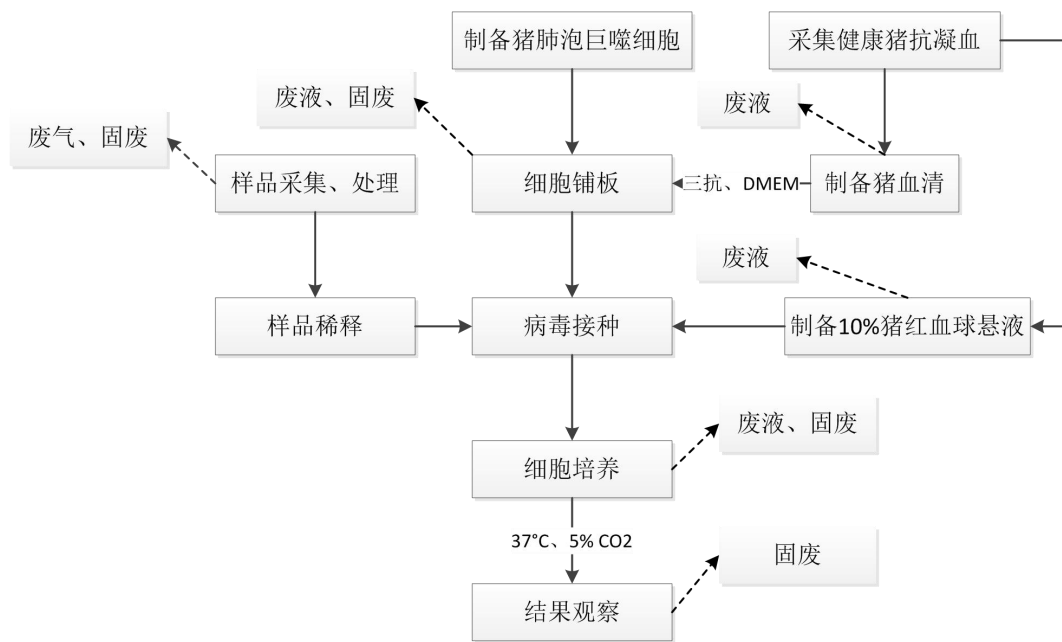 制备猪肺泡巨噬细胞
采集健康猪抗凝血
废液、固废
废液
废气、固废
样品采集、处理
细胞铺板
三抗、DMEM
制备猪血清
废液
样品稀释
病毒接种
制备10%猪红血球悬液
废液、固废
细胞培养
37°C、5% CO2
固废
结果观察